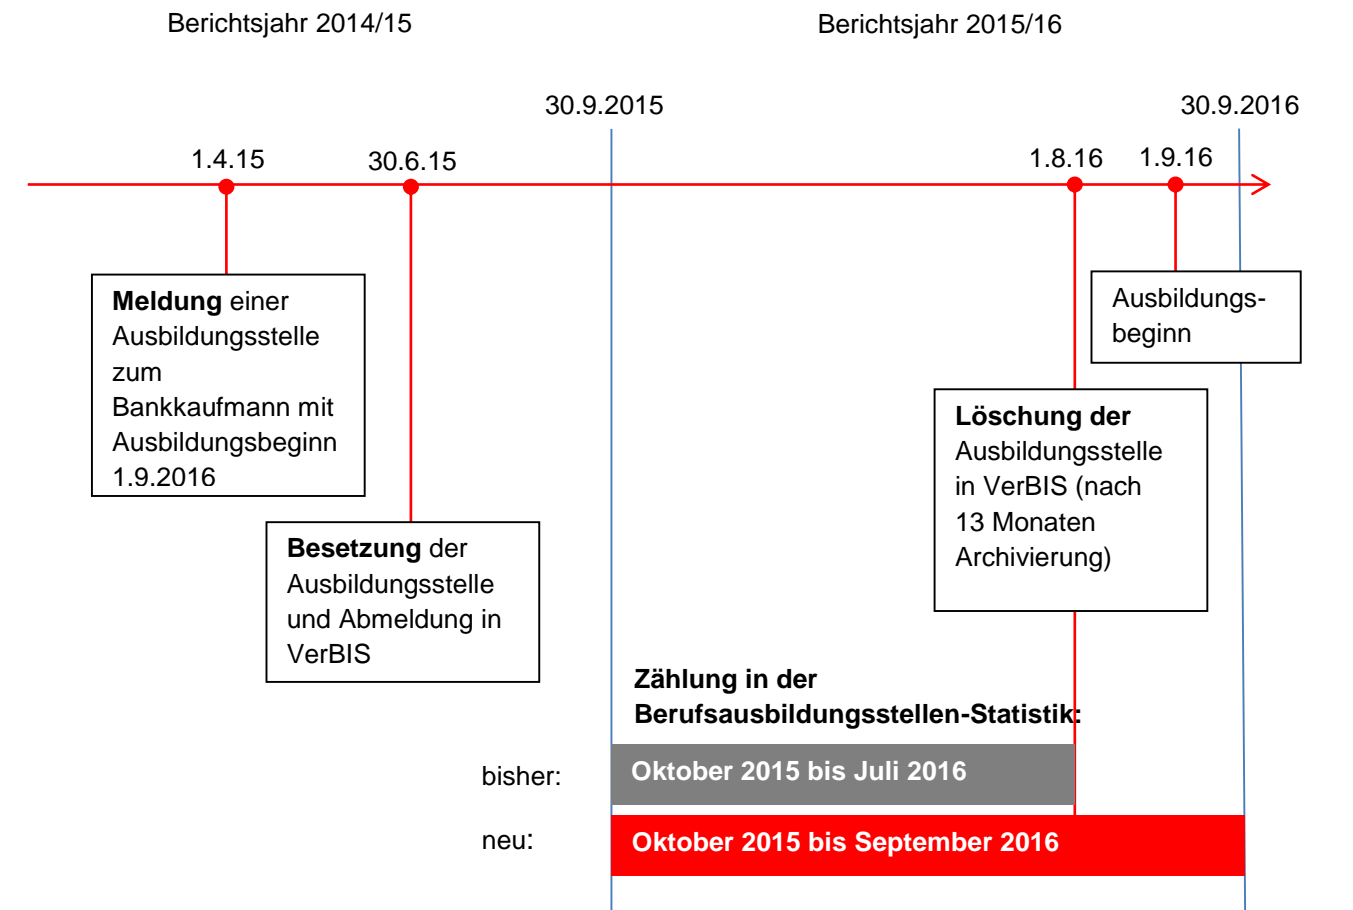 Berichtsjahr 2014/15
Berichtsjahr 2015/16
30.9.2015
30.9.2016
1.4.15
30.6.15
1.8.16
1.9.16
Meldung einer
Ausbildungsstelle
zum
Bankkaufmann mit
Ausbildungsbeginn
1.9.2016
Besetzung der
Ausbildungsstelle
und Abmeldung in
VerBIS
Ausbildungs-
beginn
Löschung der
Ausbildungsstelle
in VerBIS (nach
13 Monaten
Archivierung)
Zählung in der
Berufsausbildungsstellen-Statistik:
bisher:
Oktober 2015 bis Juli 2016
neu:
Oktober 2015 bis September 2016